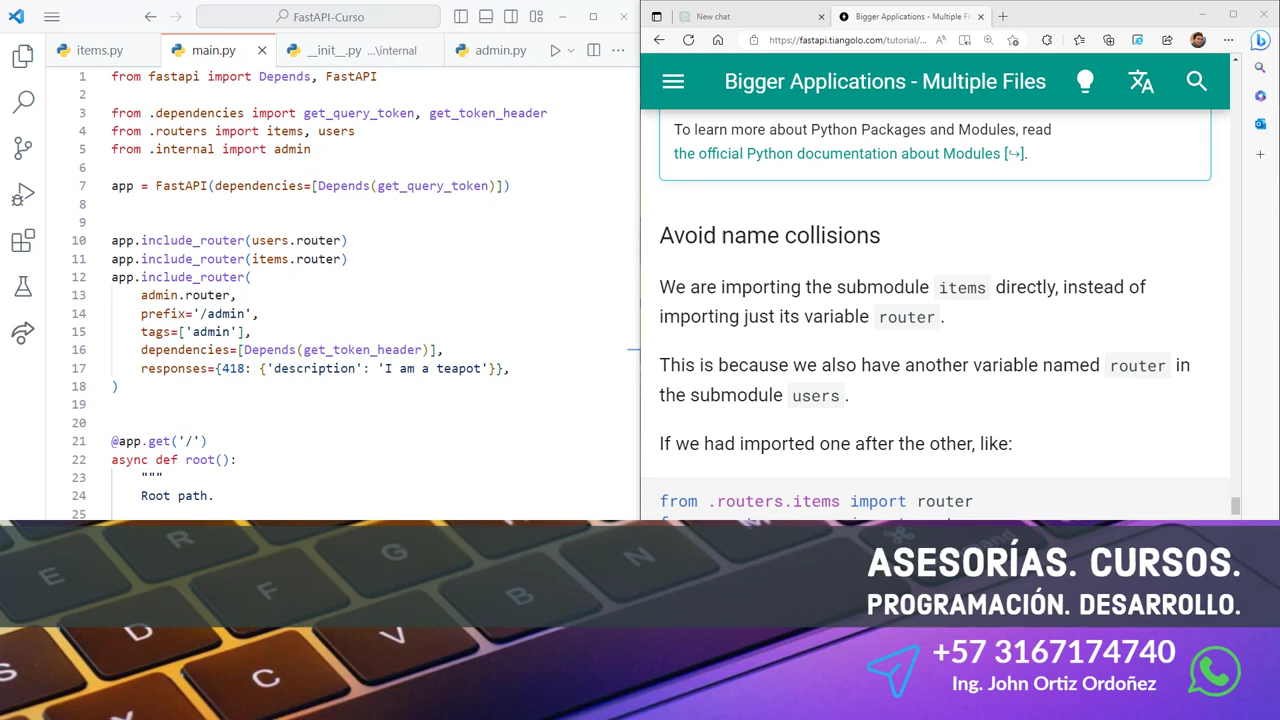 FastAPI-Curso
items.py
main.py
__init__.py ...\internal
admin.py
1 from fastapi import Depends, FastAPI
2
3 from .dependencies import get_query_token, get_token_header
4 from .routers import items, users
5 from .internal import admin
6
7 app = FastAPI(dependencies=[Depends(get_query_token)])
8
9
10 app.include_router(users.router)
11 app.include_router(items.router)
12 app.include_router(
13 admin.router,
14 prefix='/admin',
15 tags=['admin'],
16 dependencies=[Depends(get_token_header)],
17 responses={418: {'description': 'I am a teapot'}},
18 )
19
20
21 @app.get('/')
22 async def root():
23 """
24 Root path.
25
New chat
Bigger Applications - Multiple Fi
https://fastapi.tiangolo.com/tutorial/...
Bigger Applications - Multiple Files
To learn more about Python Packages and Modules, read
the official Python documentation about Modules [↪].
Avoid name collisions
We are importing the submodule items directly, instead of
importing just its variable router.
This is because we also have another variable named router in
the submodule users.
If we had imported one after the other, like:
from .routers.items import router
ASESORÍAS. CURSOS.
PROGRAMACIÓN. DESARROLLO.
+57 3167174740
Ing. John Ortiz Ordoñez
E
R
F
G
B
N
D
C
V
S